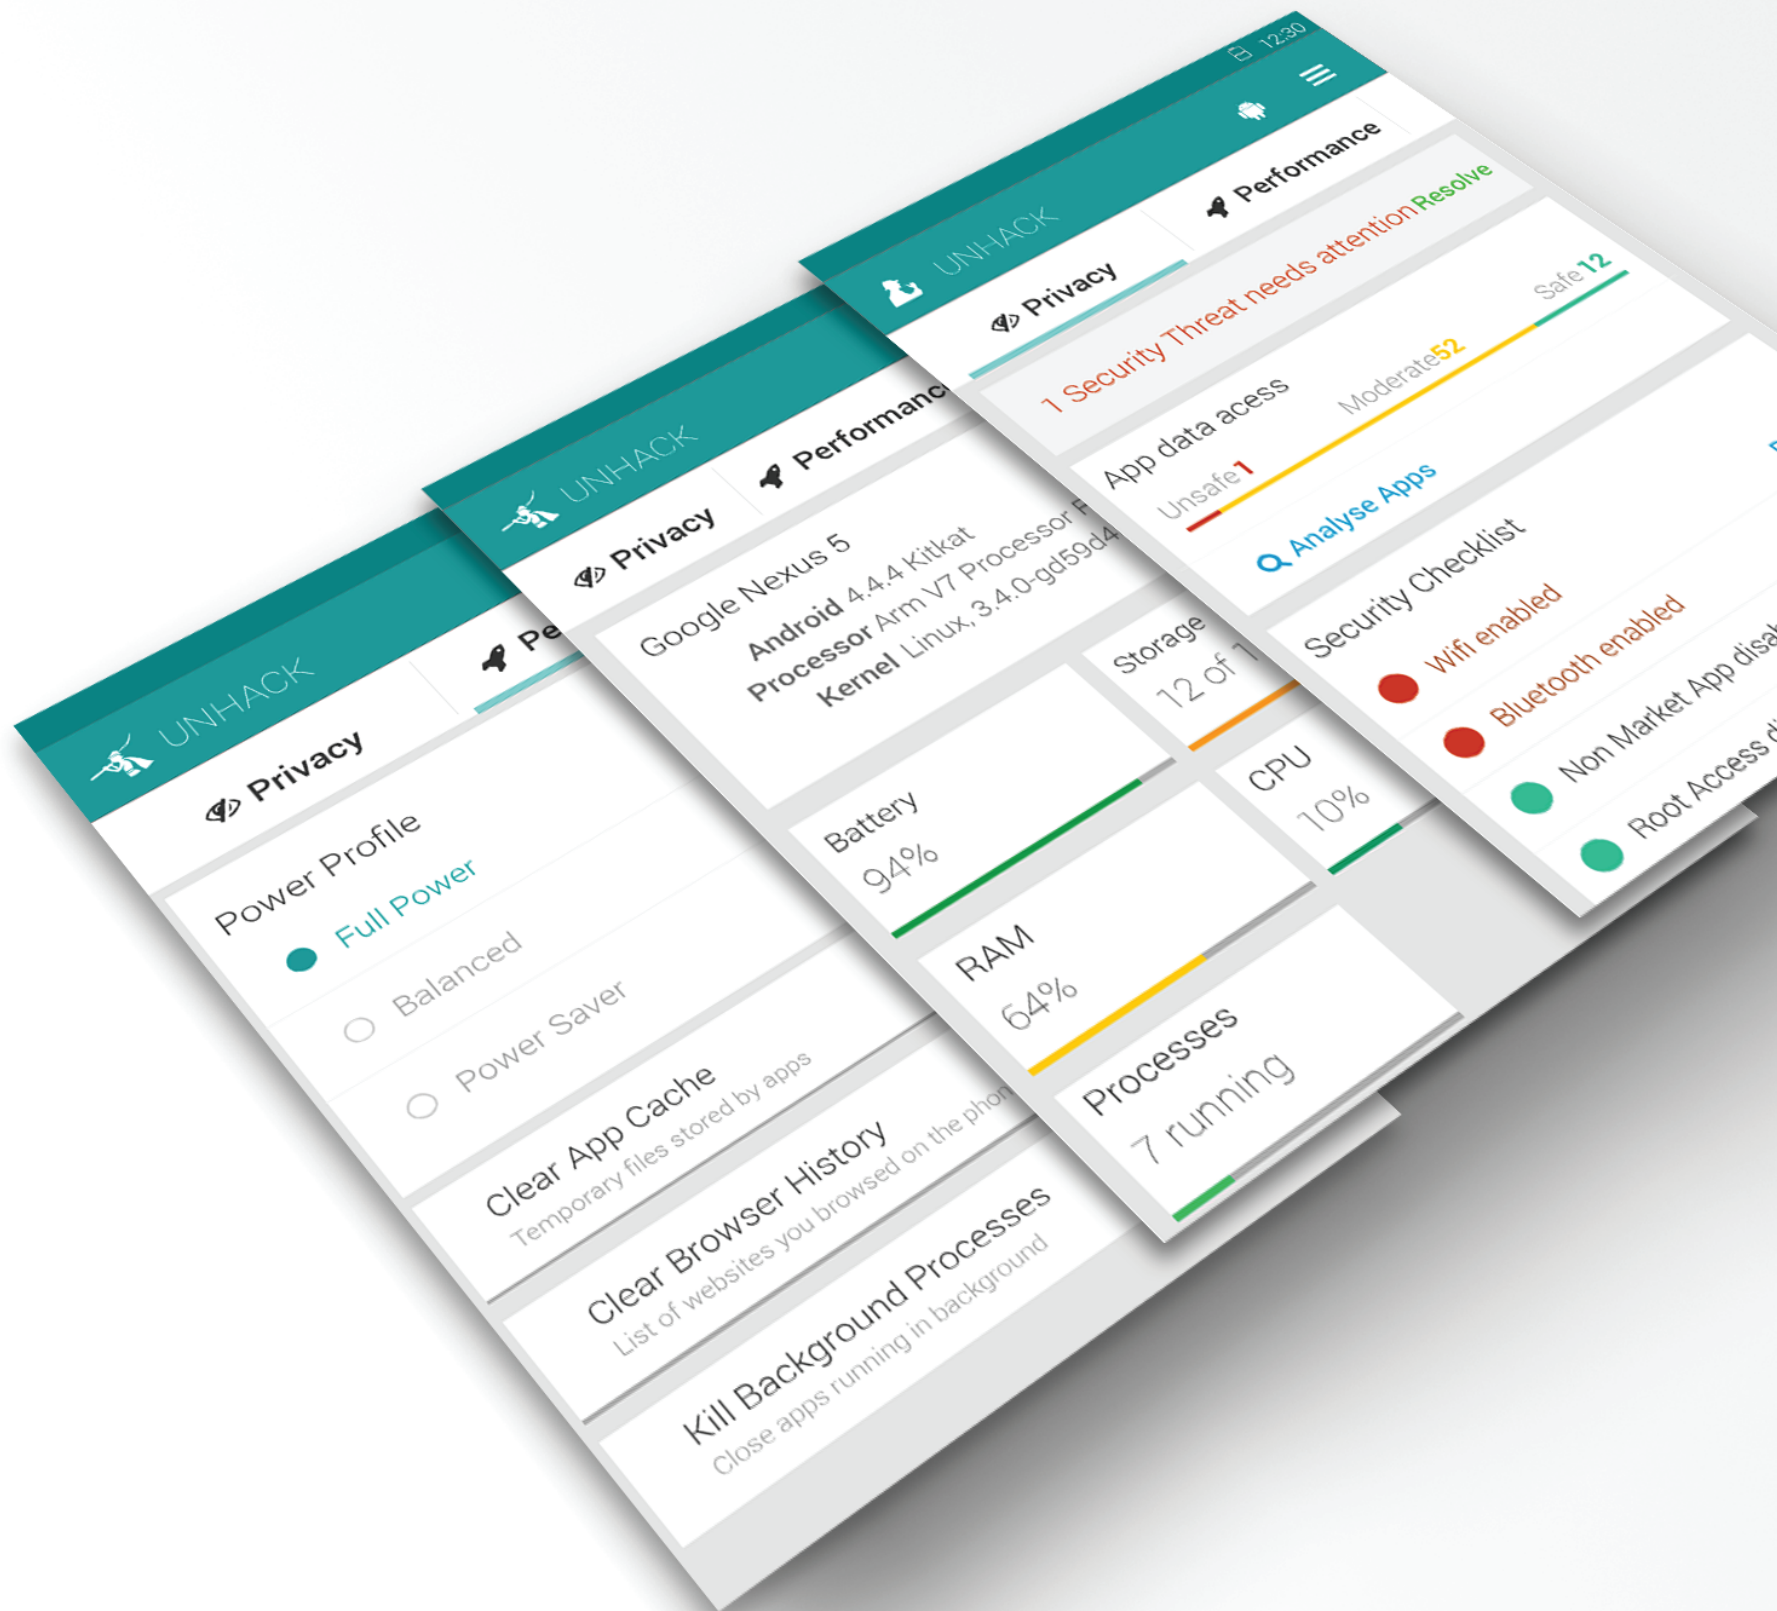 UNHACK
Privacy
Power Profile
Full Power
Balanced
Power Saver
Clear App Cache
Temporary files stored by apps
Clear Browser History
List of websites you browsed on the
Kill Background Processes
Close apps running in background
UNHACK
Privacy
Google Nexus 5
Android 4.4.4 Kitkat
Processor Arm V7 Processor
Kernel Linux, 3.4.0-gd59d4
Battery
94%
Storage
12 of
RAM
64%
CPU
10%
Processes
7 running
12:30
UNHACK
Privacy
Performance
1 Security Threat needs attention Resolve
App data acess
Unsafe 1
Moderate 52
Safe 12
Analyse Apps
Security Checklist
Wifi enabled
Bluetooth enabled
Non Market App
Root Access